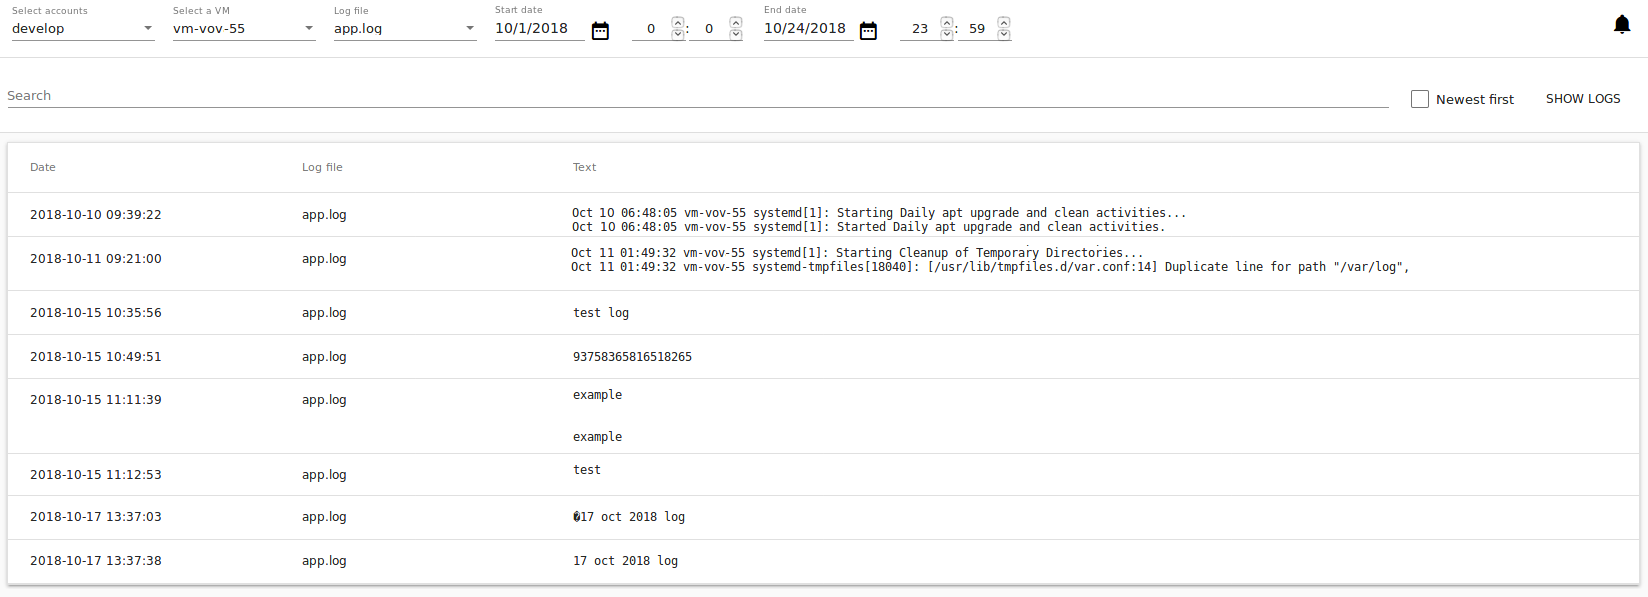 Select accounts Select a VM Log file Start date End date
develop vm-vov-55 app.log 10/1/2018 0 : 0 10/24/2018 23 : 59
Search Newest first SHOW LOGS
Date Log file Text
2018-10-10 09:39:22 app.log Oct 10 06:48:05 vm-vov-55 systemd[1]: Starting Daily apt upgrade and clean activities...
Oct 10 06:48:05 vm-vov-55 systemd[1]: Started Daily apt upgrade and clean activities.
2018-10-11 09:21:00 app.log Oct 11 01:49:32 vm-vov-55 systemd[1]: Starting Cleanup of Temporary Directories...
Oct 11 01:49:32 vm-vov-55 systemd-tmpfiles[18040]: [/usr/lib/tmpfiles.d/var.conf:14] Duplicate line for path "/var/log",
2018-10-15 10:35:56 app.log test log
2018-10-15 10:49:51 app.log 93758365816518265
2018-10-15 11:11:39 app.log example
example
2018-10-15 11:12:53 app.log test
2018-10-17 13:37:03 app.log �17 oct 2018 log
2018-10-17 13:37:38 app.log 17 oct 2018 log